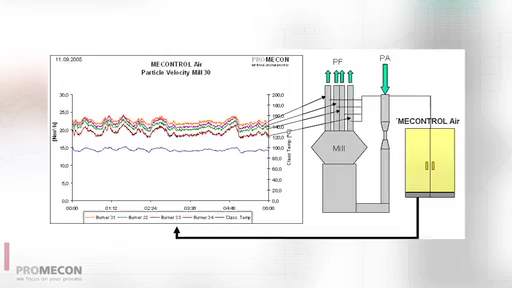 11.09.2005
MECONTROL Air
Particle Velocity Mill 30
PROMECON
30,0
25,0
20,0
15,0
10,0
5,0
0,0
200,0
180,0
160,0
140,0
120,0
100,0
80,0
60,0
40,0
20,0
0,0
Class Temp [°C]
00:00
01:12
02:24
03:36
04:48
06:00
Burner 31
Burner 32
Burner 33
Burner 34
Class. Temp
PF
PA
MECONTROL Air
Mill
PROMECON
we focus on your process